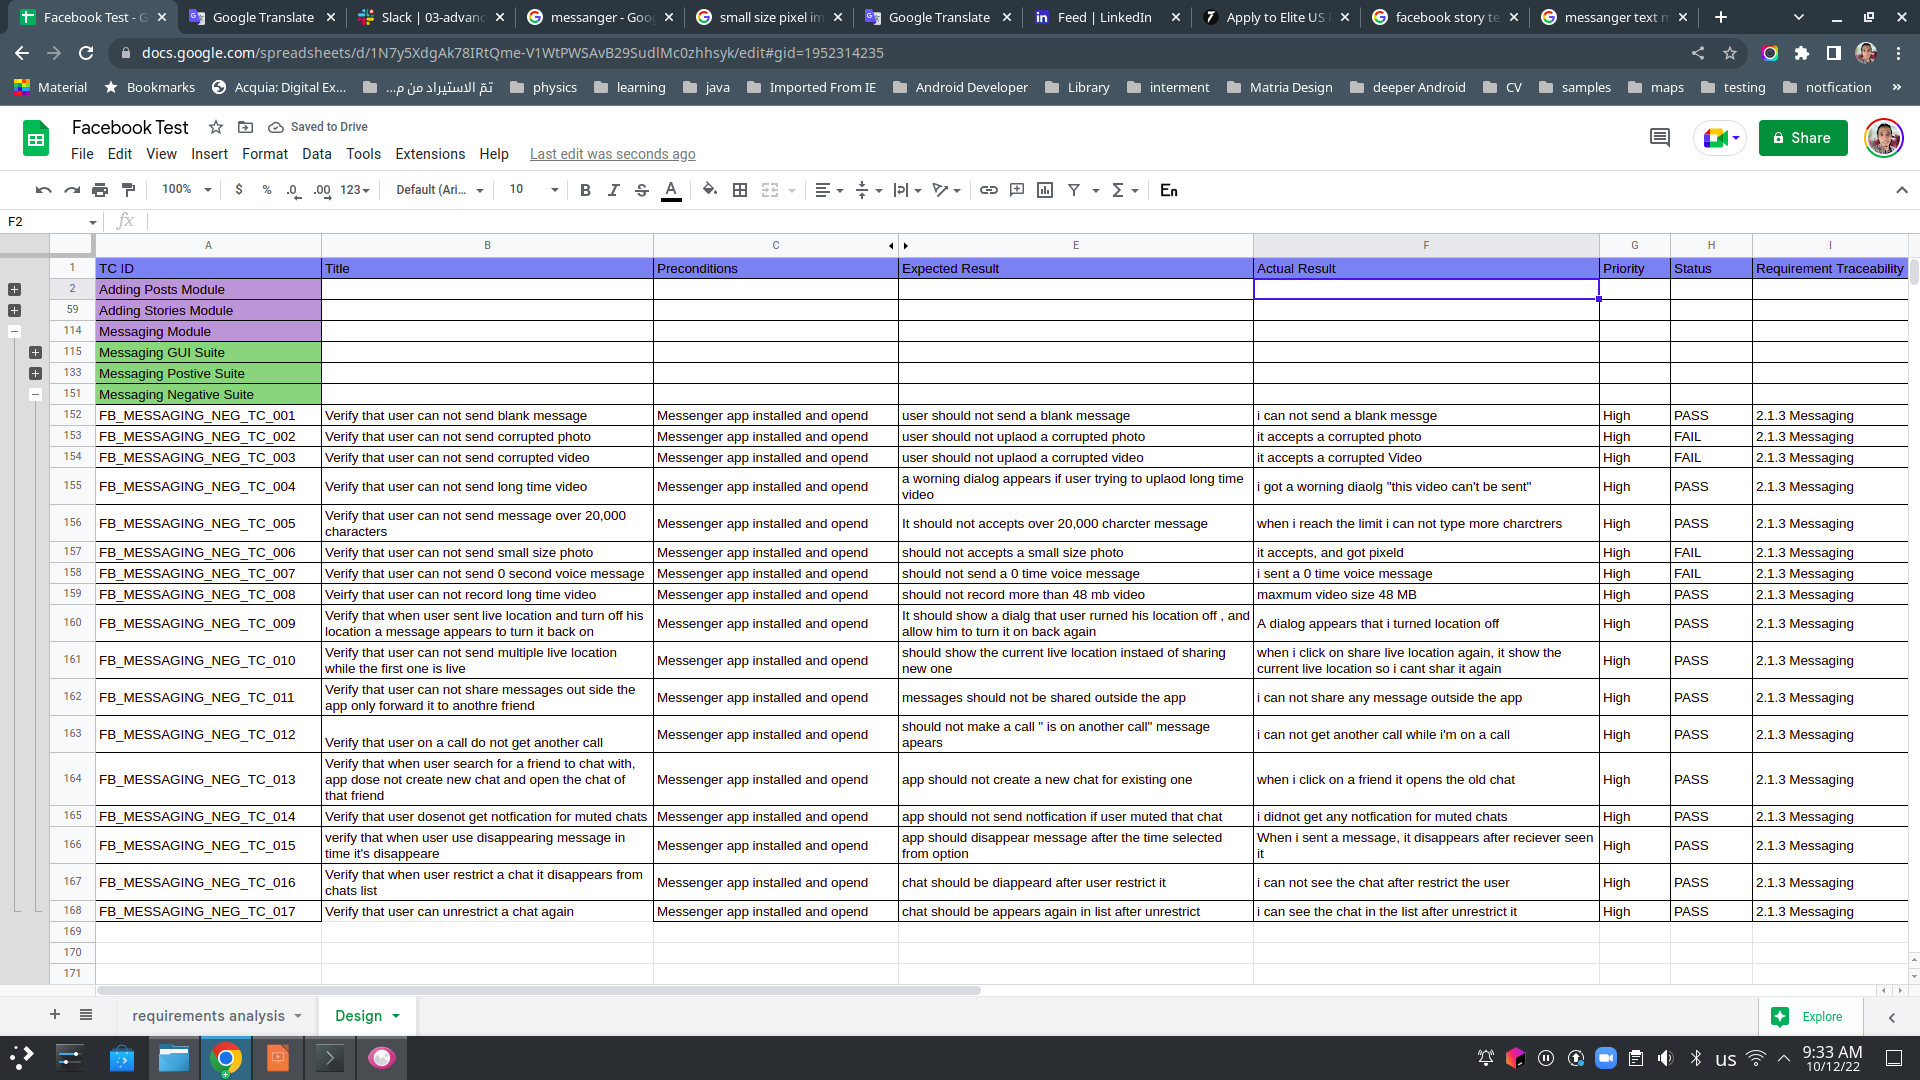 Facebook Test - G
Google Translate
Slack | 03-advanc
messanger - Goo
small size pixel im
Google Translate
Feed | LinkedIn
Apply to Elite US
facebook story te
messanger text m
docs.google.com/spreadsheets/d/1N7y5XdgAk78IRtQme-V1WtPWSAvB29SudlMc0zhhsyk/edit#gid=1952314235
Material Bookmarks Acquia: Digital Ex... تمّ الاستيراد من م... physics learning java Imported From IE Android Developer Library interment Matria Design deeper Android CV samples maps testing notfication »
Facebook Test Saved to Drive
File Edit View Insert Format Data Tools Extensions Help Last edit was seconds ago
Share
100% $ % .0 .00 123 Default (Ari... 10 B I S A Σ En
F2 fx
A B C E F G H I
1 TC ID Title Preconditions Expected Result Actual Result Priority Status Requirement Traceability
2 Adding Posts Module
59 Adding Stories Module
114 Messaging Module
115 Messaging GUI Suite
133 Messaging Postive Suite
151 Messaging Negative Suite
152 FB_MESSAGING_NEG_TC_001 Verify that user can not send blank message Messenger app installed and opend user should not send a blank message i can not send a blank messge High PASS 2.1.3 Messaging
153 FB_MESSAGING_NEG_TC_002 Verify that user can not send corrupted photo Messenger app installed and opend user should not uplaod a corrupted photo it accepts a corrupted photo High FAIL 2.1.3 Messaging
154 FB_MESSAGING_NEG_TC_003 Verify that user can not send corrupted video Messenger app installed and opend user should not uplaod a corrupted video it accepts a corrupted Video High FAIL 2.1.3 Messaging
155 FB_MESSAGING_NEG_TC_004 Verify that user can not send long time video Messenger app installed and opend a worning dialog appears if user trying to uplaod long time
video i got a worning diaolg "this video can't be sent" High PASS 2.1.3 Messaging
156 FB_MESSAGING_NEG_TC_005 Verify that user can not send message over 20,000
characters Messenger app installed and opend It should not accepts over 20,000 charcter message when i reach the limit i can not type more charctrers High PASS 2.1.3 Messaging
157 FB_MESSAGING_NEG_TC_006 Verify that user can not send small size photo Messenger app installed and opend should not accepts a small size photo it accepts, and got pixeld High FAIL 2.1.3 Messaging
158 FB_MESSAGING_NEG_TC_007 Verify that user can not send 0 second voice message Messenger app installed and opend should not send a 0 time voice message i sent a 0 time voice message High FAIL 2.1.3 Messaging
159 FB_MESSAGING_NEG_TC_008 Verify that user can not record long time video Messenger app installed and opend should not record more than 48 mb video maxmum video size 48 MB High PASS 2.1.3 Messaging
160 FB_MESSAGING_NEG_TC_009 Verify that when user sent live location and turn off his
location a message appears to turn it back on Messenger app installed and opend It should show a dialg that user rurned his location off , and
allow him to turn it on back again A dialog appears that i turned location off High PASS 2.1.3 Messaging
161 FB_MESSAGING_NEG_TC_010 Verify that user can not send multiple live location
while the first one is live Messenger app installed and opend should show the current live location instaed of sharing
new one when i click on share live location again, it show the
current live location so i cant shar it again High PASS 2.1.3 Messaging
162 FB_MESSAGING_NEG_TC_011 Verify that user can not share messages out side the
app only forward it to anothre friend Messenger app installed and opend messages should not be shared outside the app i can not share any message outside the app High PASS 2.1.3 Messaging
163 FB_MESSAGING_NEG_TC_012 Verify that user on a call do not get another call Messenger app installed and opend should not make a call " is on another call" message
apears i can not get another call while i'm on a call High PASS 2.1.3 Messaging
164 FB_MESSAGING_NEG_TC_013 Verify that when user search for a friend to chat with,
app dose not create new chat and open the chat of
that friend Messenger app installed and opend app should not create a new chat for existing one when i click on a friend it opens the old chat High PASS 2.1.3 Messaging
165 FB_MESSAGING_NEG_TC_014 Verify that user dosenot get notfication for muted chats Messenger app installed and opend app should not send notfication if user muted that chat i didnot get any notfication for muted chats High PASS 2.1.3 Messaging
166 FB_MESSAGING_NEG_TC_015 verify that when user use disappearing message in
time it's disappeare Messenger app installed and opend app should disappear message after the time selected
from option When i sent a message, it disappears after reciever seen
it High PASS 2.1.3 Messaging
167 FB_MESSAGING_NEG_TC_016 Verify that when user restrict a chat it disappears from
chats list Messenger app installed and opend chat should be diappeard after user restrict it i can not see the chat after restrict the user High PASS 2.1.3 Messaging
168 FB_MESSAGING_NEG_TC_017 Verify that user can unrestrict a chat again Messenger app installed and opend chat should be appears again in list after unrestrict i can see the chat in the list after unrestrict it High PASS 2.1.3 Messaging
169
170
171
requirements analysis Design Explore
us 9:33 AM
10/12/22